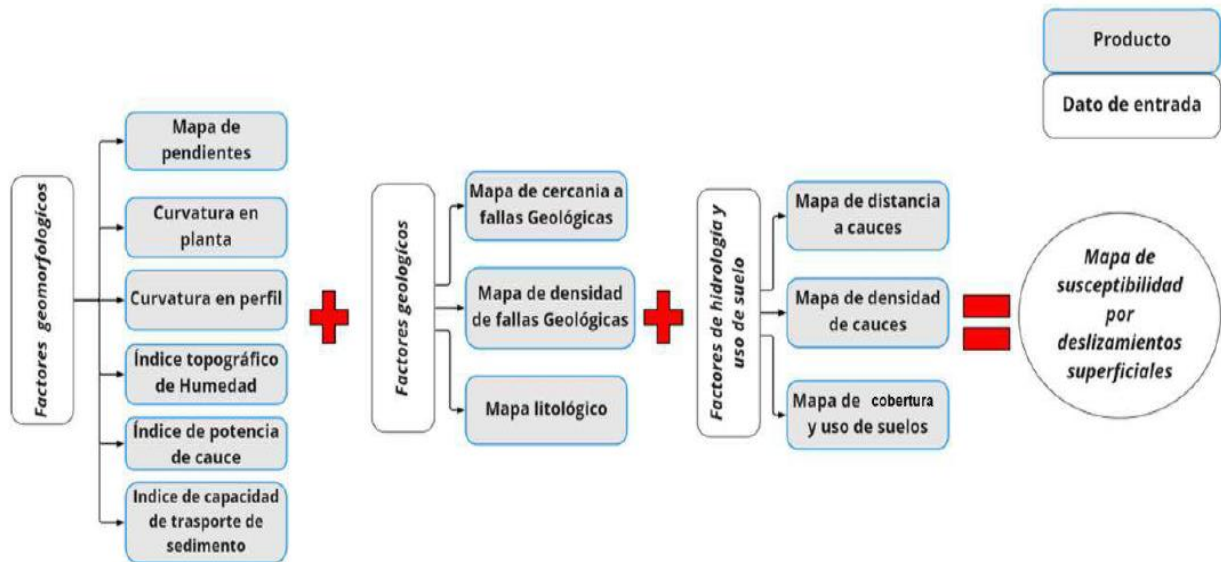 Producto
Dato de entrada
Factores geomorfologicos
Mapa de
pendientes
Curvatura en
planta
Curvatura en perfil
Índice topográfico
de Humedad
Índice de potencia
de cauce
Indice de capacidad
de trasporte de
sedimento
Factores geologicos
Mapa de cercania a
fallas Geológicas
Mapa de densidad
de fallas Geológicas
Mapa litológico
Factores de hidrología y
uso de suelo
Mapa de distancia
a cauces
Mapa de densidad
de cauces
Mapa de cobertura
y uso de suelos
Mapa de
susceptibilidad
por
deslizamientos
superficiales